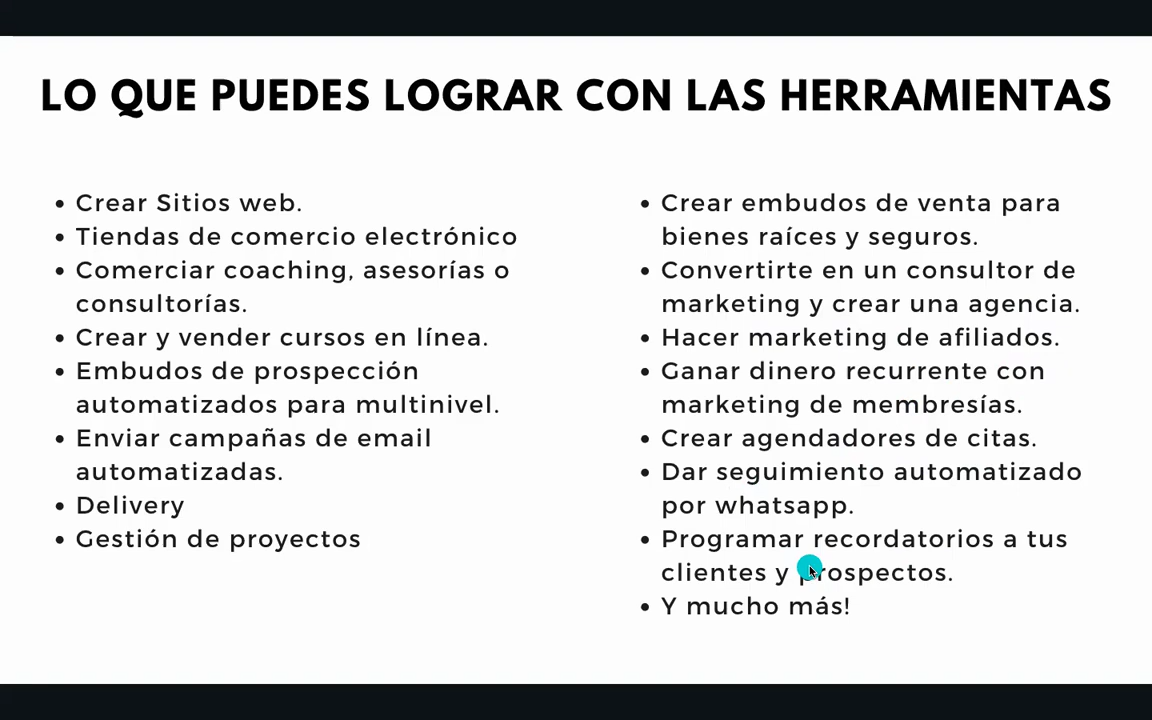 LO QUE PUEDES LOGRAR CON LAS HERRAMIENTAS
• Crear Sitios web.
• Tiendas de comercio electrónico
• Comerciar coaching, asesorías o
consultorías.
• Crear y vender cursos en línea.
• Embudos de prospección
automatizados para multinivel.
• Enviar campañas de email
automatizadas.
• Delivery
• Gestión de proyectos
• Crear embudos de venta para
bienes raíces y seguros.
• Convertirte en un consultor de
marketing y crear una agencia.
• Hacer marketing de afiliados.
• Ganar dinero recurrente con
marketing de membresías.
• Crear agendadores de citas.
• Dar seguimiento automatizado
por whatsapp.
• Programar recordatorios a tus
clientes y prospectos.
• Y mucho más!